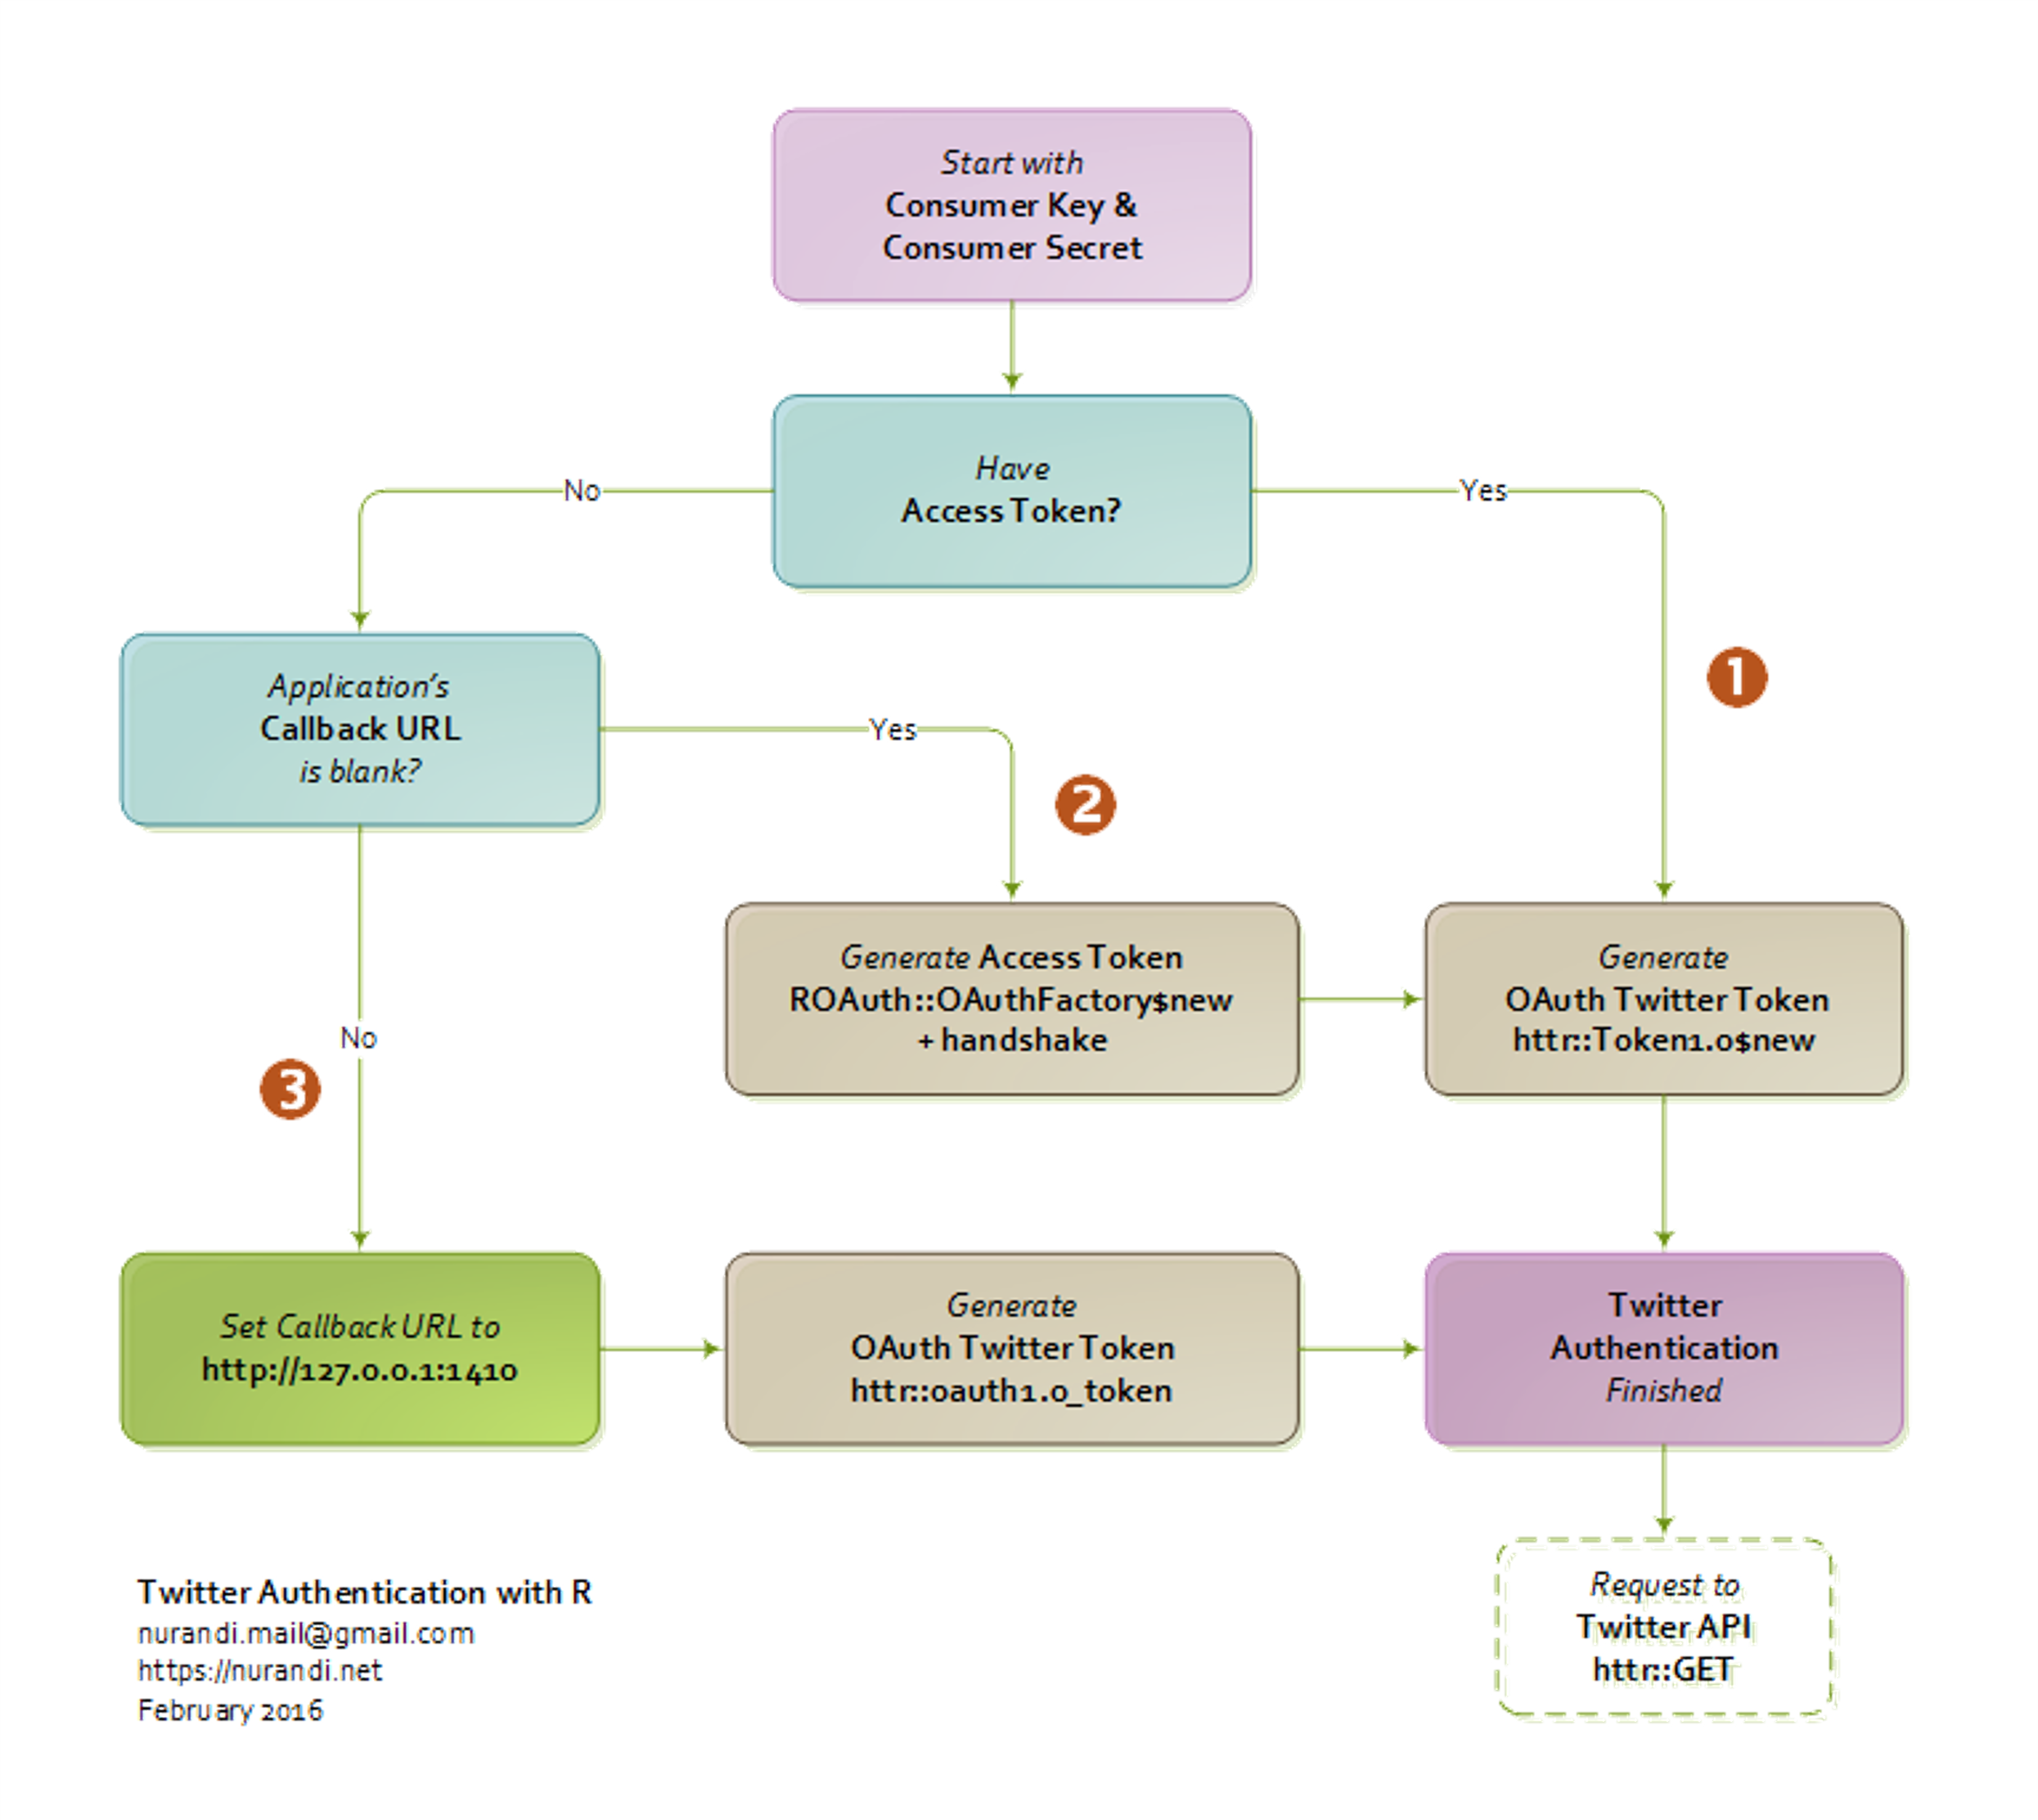 Start with
Consumer Key &
Consumer Secret
Have
Access Token?
No
Yes
Application's
Callback URL
is blank?
Yes
1
2
Generate Access Token
ROAuth::OAuthFactory$new
+ handshake
Generate
OAuth Twitter Token
httr::Token1.0$new
No
3
Set Callback URL to
http://127.0.0.1:1410
Generate
OAuth Twitter Token
httr::oauth1.0_token
Twitter
Authentication
Finished
Request to
Twitter API
httr::GET
Twitter Authentication with R
nurandi.mail@gmail.com
https://nurandi.net
February 2016